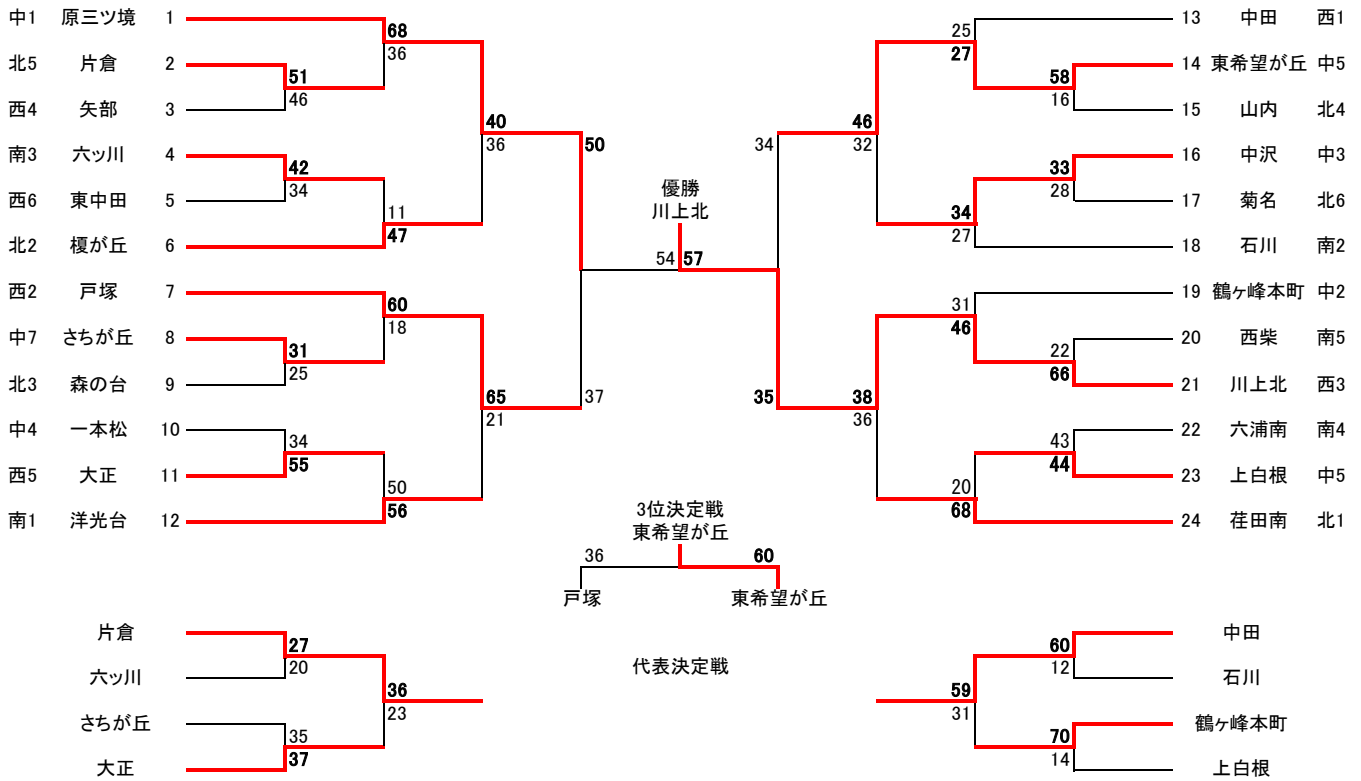 中1 原三ツ境 1
北5 片倉 2
西4 矢部 3
南3 六ッ川 4
西6 東中田 5
北2 榎が丘 6
西2 戸塚 7
中7 さちが丘 8
北3 森の台 9
中4 一本松 10
西5 大正 11
南1 洋光台 12
68
36
51
46
42
34
11
47
60
18
31
25
34
55
50
56
40
36
65
21
50
37
優勝
川上北
54 57
34
35
46
32
38
36
25
27
58
16
33
28
34
27
31
46
22
66
43
44
20
68
13 中田 西1
14 東希望が丘 中5
15 山内 北4
16 中沢 中3
17 菊名 北6
18 石川 南2
19 鶴ヶ峰本町 中2
20 西柴 南5
21 川上北 西3
22 六浦南 南4
23 上白根 中5
24 荏田南 北1
3位決定戦
東希望が丘
36 60
戸塚 東希望が丘
代表決定戦
片倉
六ッ川
さちが丘
大正
27
20
35
37
36
23
59
31
60
12
70
14
中田
石川
鶴ヶ峰本町
上白根